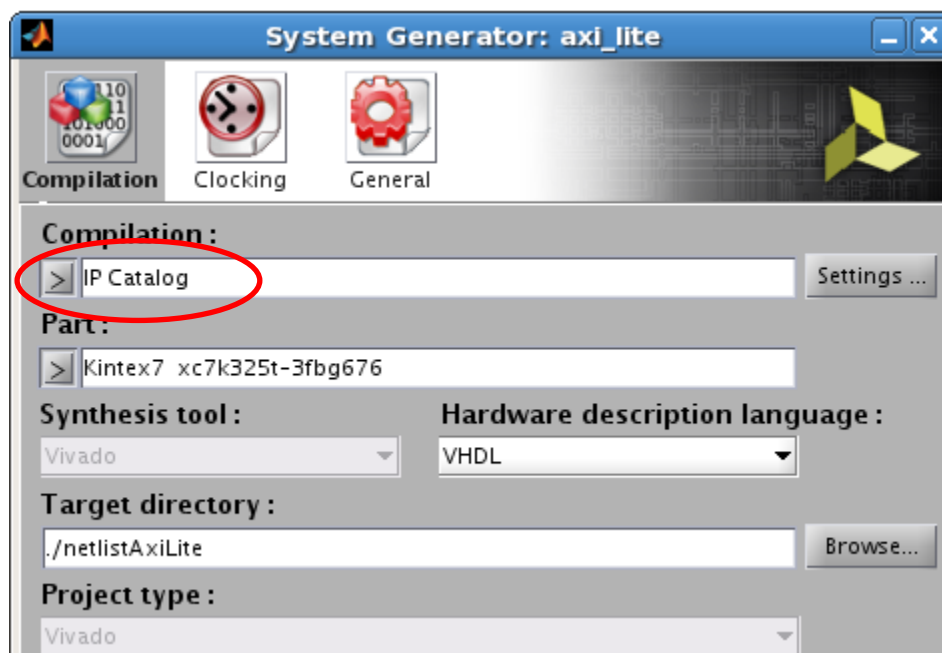 System Generator: axi_lite
Compilation Clocking General
Compilation :
> IP Catalog Settings ...
Part :
> Kintex7 xc7k325t-3fbg676
Synthesis tool : Hardware description language :
Vivado VHDL
Target directory :
./netlistAxiLite Browse...
Project type :
Vivado